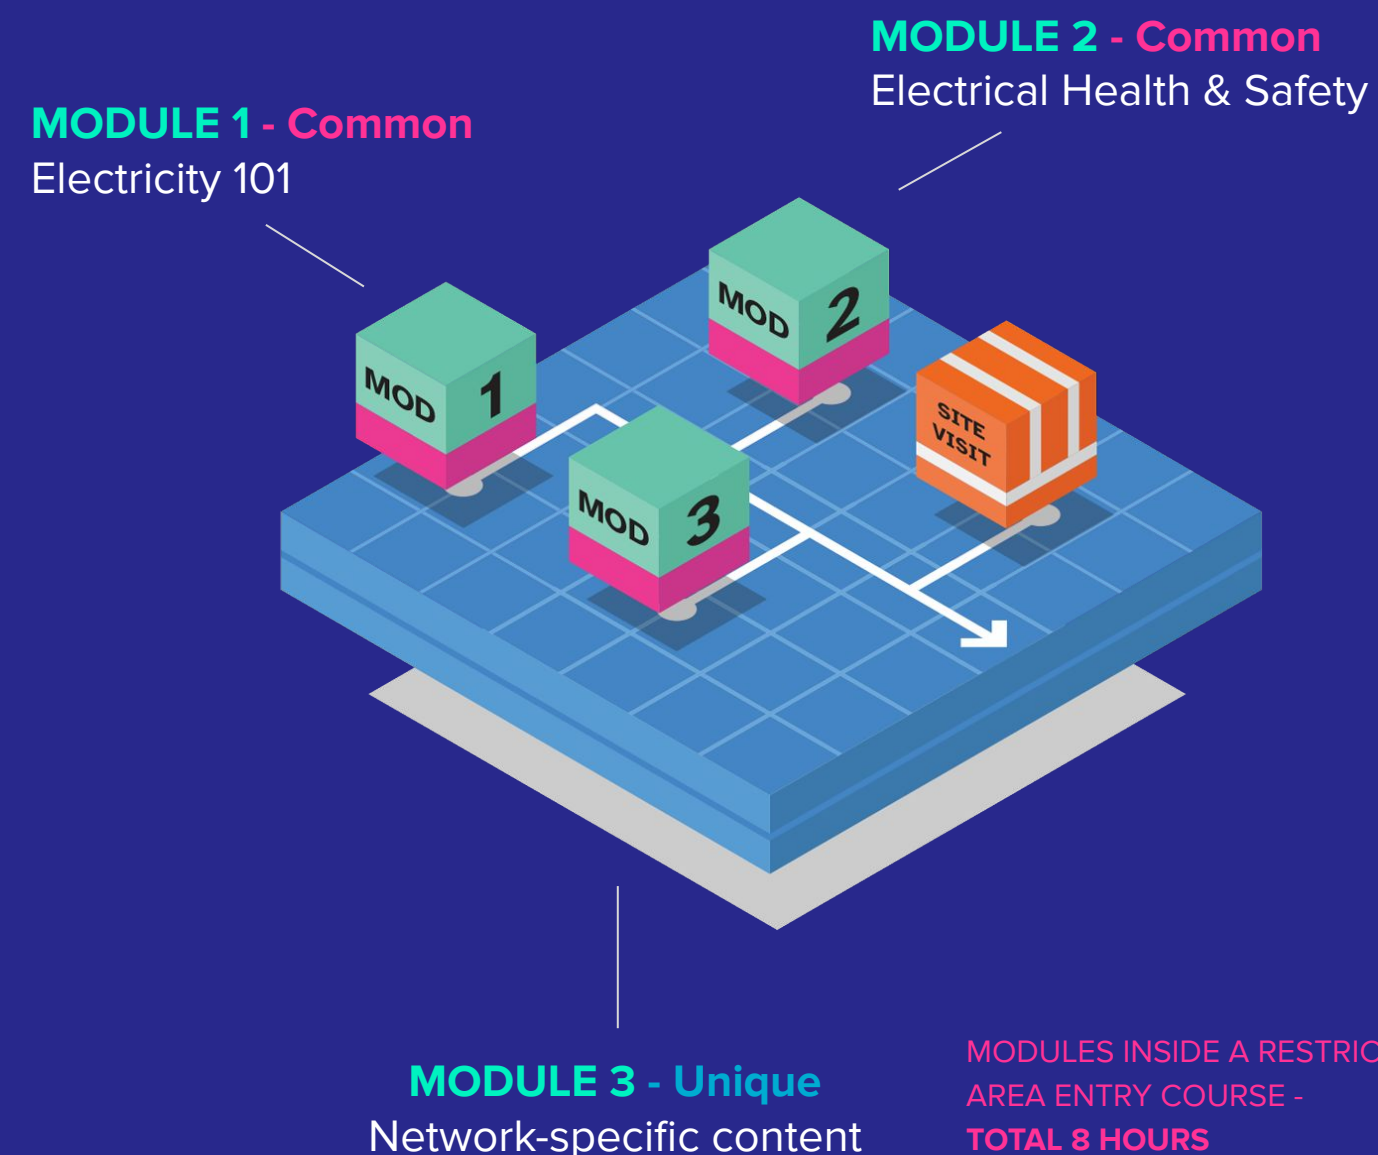 MODULE 2 - Common
Electrical Health & Safety
MODULE 1 - Common
Electricity 101
MOD 2
MOD 1
SITE
VISIT
MOD 3
MODULE 3 - Unique
Network-specific content
MODULES INSIDE A RESTRIC
AREA ENTRY COURSE -
TOTAL 8 HOURS